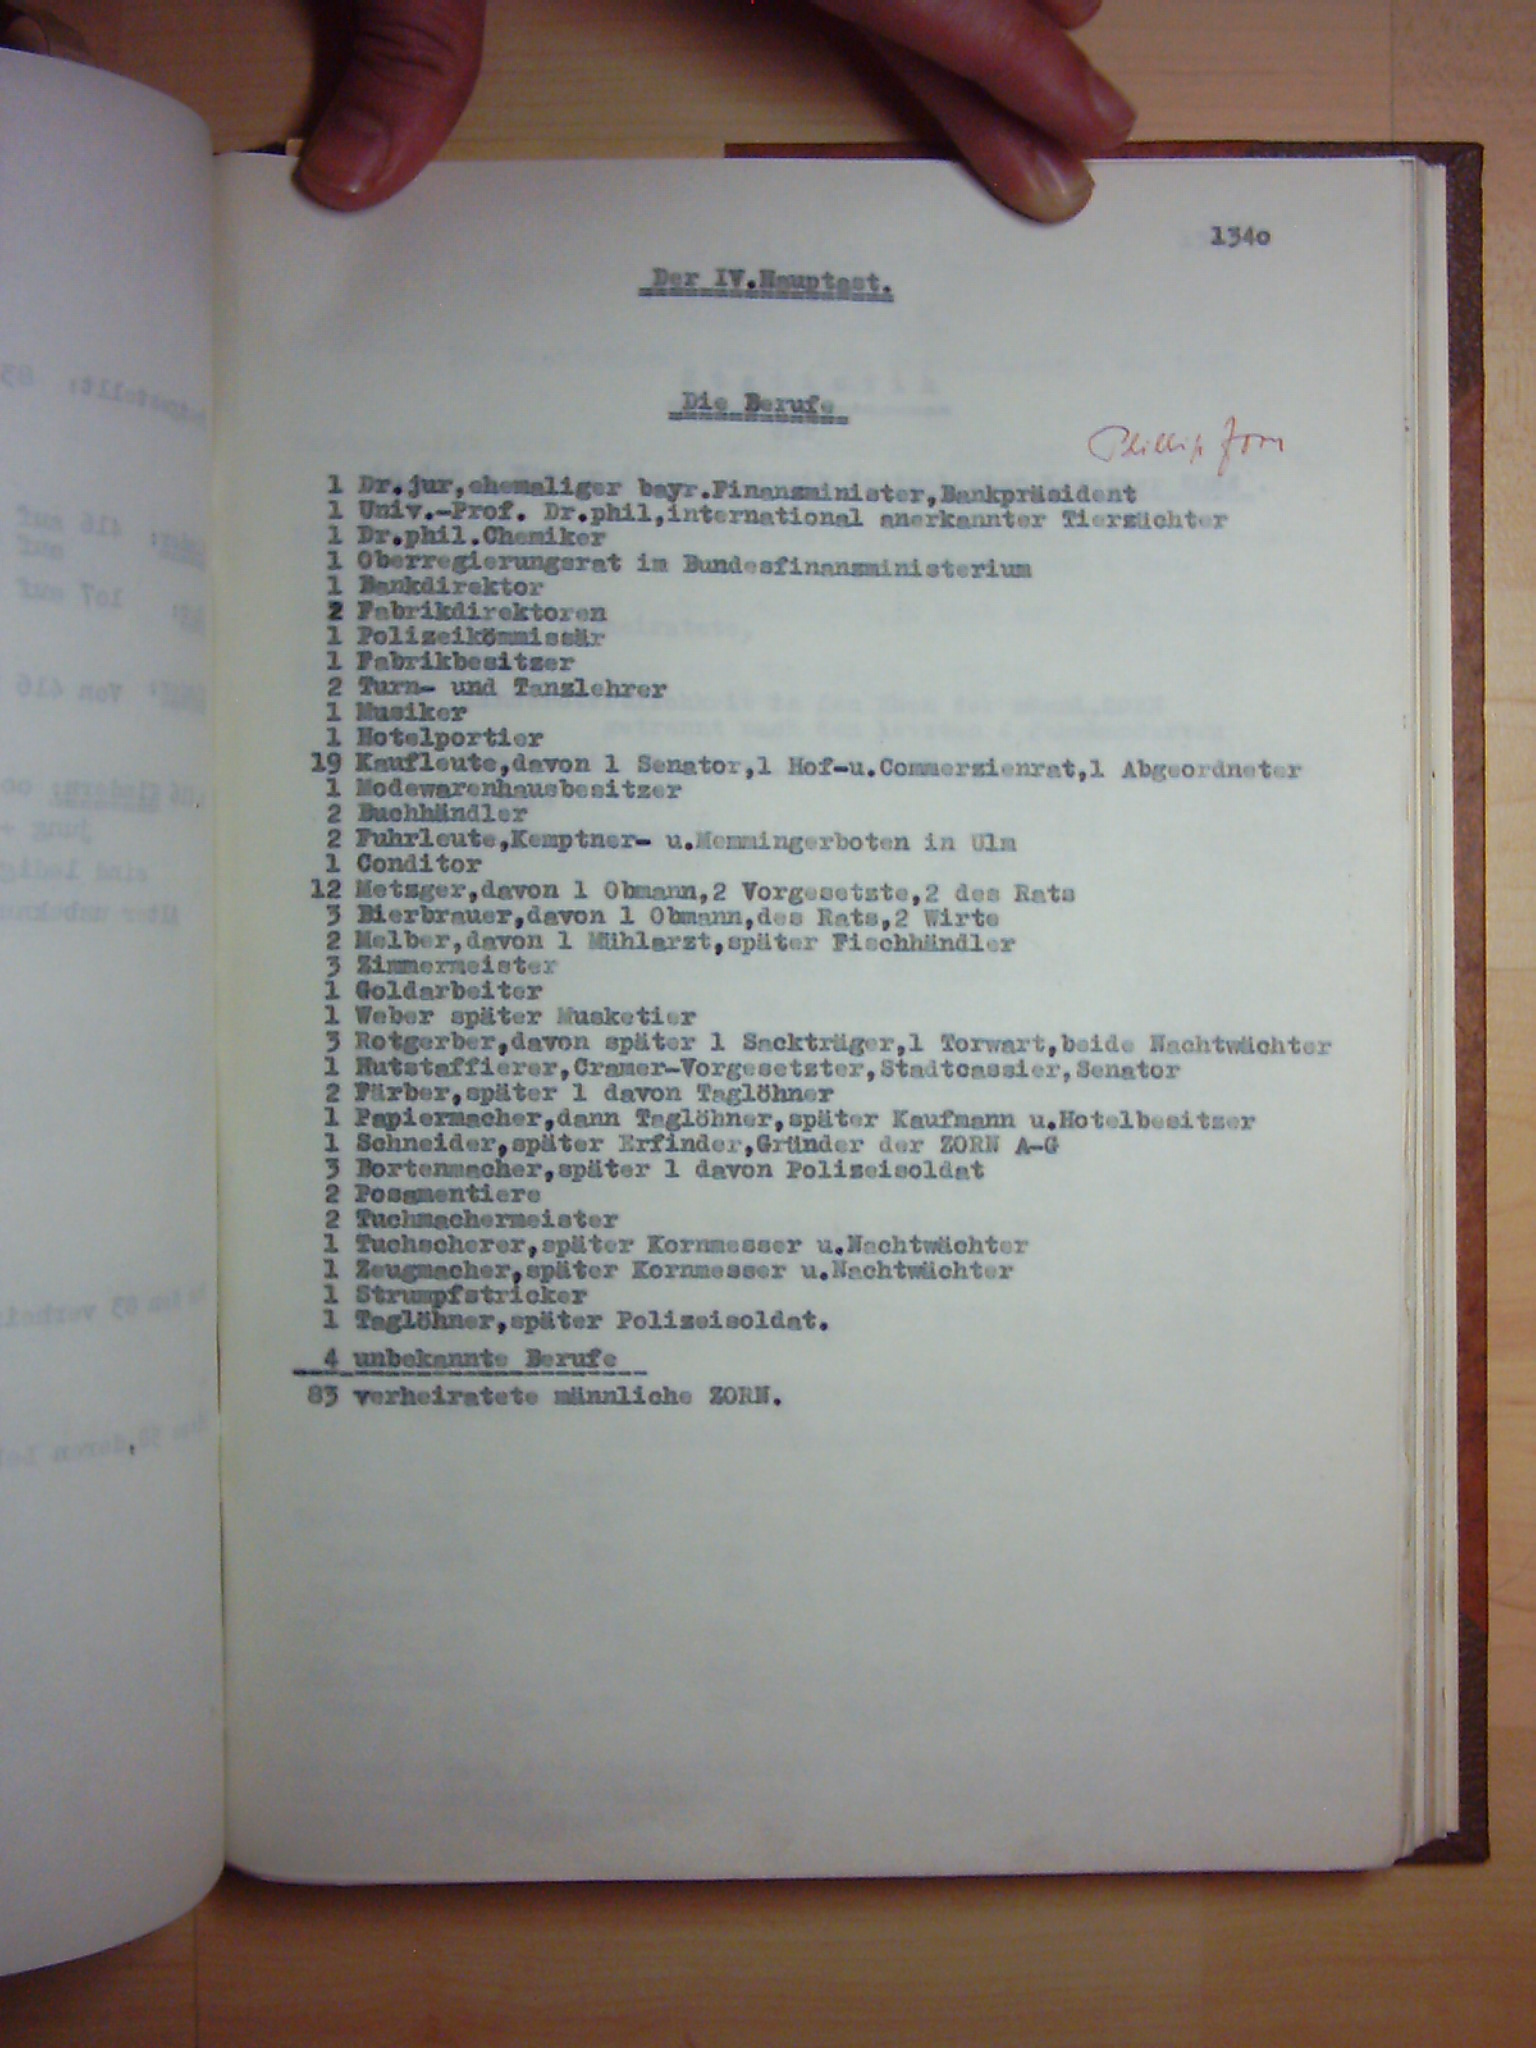 134o
Der IV.Hauptast.
Die Berufe
Phillip Zorn
1 Dr.jur,ehemaliger bayr.Finanzminister,Bankpräsident
1 Univ.-Prof. Dr.phil,international anerkannter Tierzüchter
1 Dr.phil.Chemiker
1 Oberregierungsrat im Bundesfinanzministerium
1 Bankdirektor
2 Fabrikdirektoren
1 Polizeikömmissär
1 Fabrikbesitzer
2 Turn- und Tanzlehrer
1 Musiker
1 Hotelportier
19 Kaufleute,davon 1 Senator,1 Hof-u.Commerzienrat,1 Abgeordneter
1 Modewarenhausbesitzer
2 Buchhändler
2 Fuhrleute,Kemptner- u.Memmingerboten in Ulm
1 Conditor
12 Metzger,davon 1 Obmann,2 Vorgesetzte,2 des Rats
3 Bierbrauer,davon 1 Obmann,des Rats,2 Wirte
2 Melber,davon 1 Mühlarzt,später Fischhändler
3 Zimmermeister
1 Goldarbeiter
1 Weber später Musketier
3 Rotgerber,davon später 1 Sackträger,1 Torwart,beide Nachtwächter
1 Hutstaffierer,Cramer-Vorgesetzter,Stadtcassier,Senator
2 Färber,später 1 davon Taglöhner
1 Papiermacher,dann Taglöhner,später Kaufmann u.Hotelbesitzer
1 Schneider,später Erfinder,Gründer der ZORN A-G
3 Bortenmacher,später 1 davon Polizeisoldat
2 Posamentiere
2 Tuchmachermeister
1 Tuchscherer,später Kornmesser u.Nachtwächter
1 Zeugmacher,später Kornmesser u.Nachtwächter
1 Strumpfstricker
1 Taglöhner,später Polizeisoldat.
4 unbekannte Berufe
83 verheiratete männliche ZORN.